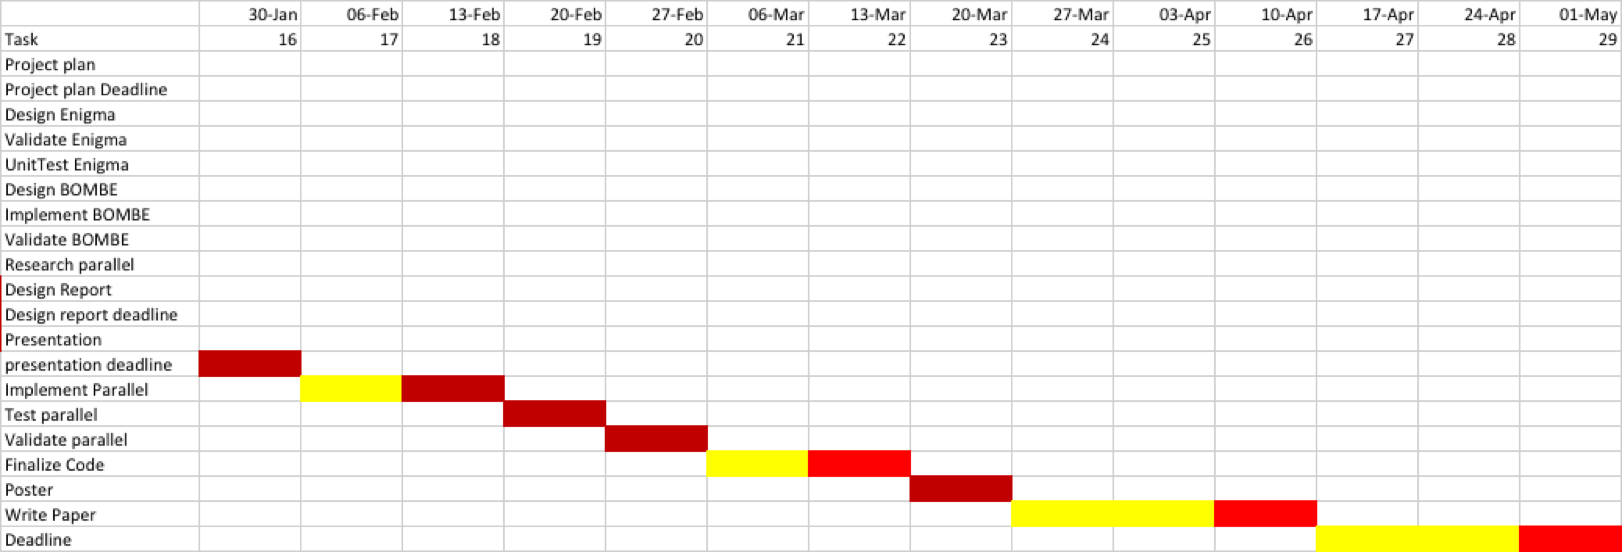 30-Jan 06-Feb 13-Feb 20-Feb 27-Feb 06-Mar 13-Mar 20-Mar 27-Mar 03-Apr 10-Apr 17-Apr 24-Apr 01-May
Task 16 17 18 19 20 21 22 23 24 25 26 27 28 29
Project plan
Project plan Deadline
Design Enigma
Validate Enigma
UnitTest Enigma
Design BOMBE
Implement BOMBE
Validate BOMBE
Research parallel
Design Report
Design report deadline
Presentation
presentation deadline
Implement Parallel
Test parallel
Validate parallel
Finalize Code
Poster
Write Paper
Deadline